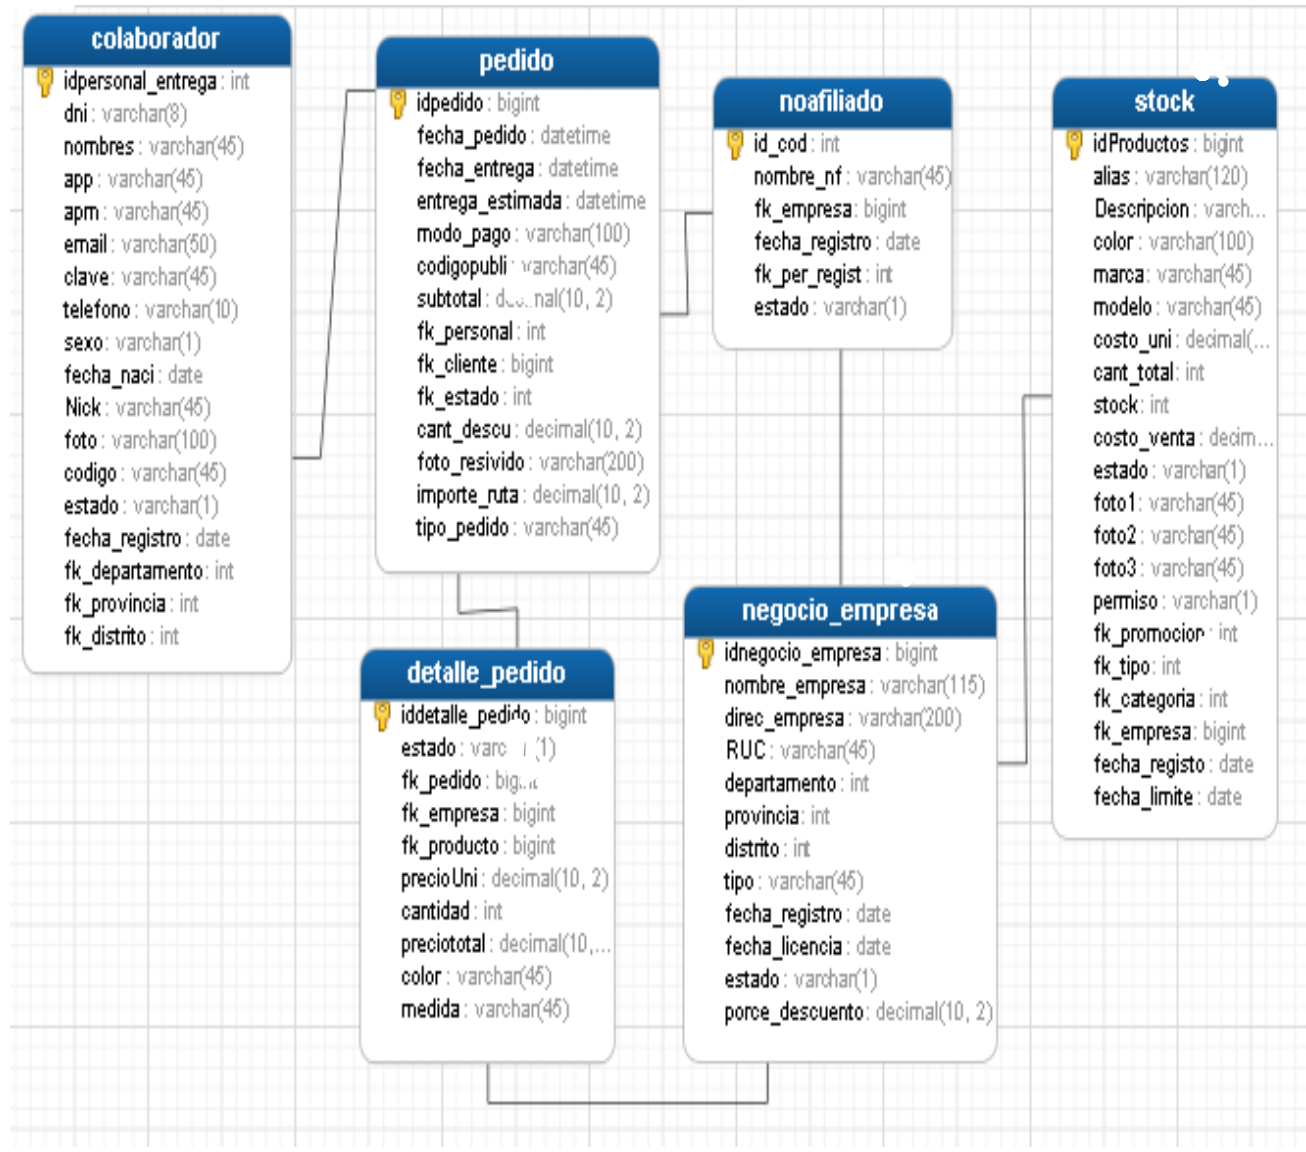 colaborador
idpersonal_entrega : int
dni : varchar(8)
nombres : varchar(45)
app : varchar(45)
apm : varchar(45)
email : varchar(50)
clave : varchar(45)
telefono : varchar(10)
sexo : varchar(1)
fecha_naci : date
Nick : varchar(45)
foto : varchar(100)
codigo : varchar(45)
estado : varchar(1)
fecha_registro : date
fk_departamento : int
fk_provincia : int
fk_distrito : int
pedido
idpedido : bigint
fecha_pedido : datetime
fecha_entrega : datetime
entrega_estimada : datetime
modo_pago : varchar(100)
codigopubli varchar(45)
subtotal : (10, 2)
fk_personal : int
fk_cliente : bigint
fk_estado : int
cant_descu : decimal(10, 2)
foto_resivido : varchar(200)
importe_ruta : decimal(10, 2)
tipo_pedido : varchar(45)
detalle_pedido
iddetalle_pedido : bigint
estado : (1)
fk_pedido :
fk_empresa : bigint
fk_producto : bigint
precioUni : decimal(10, 2)
cantidad : int
preciototal : decimal(10,...
color : varchar(45)
medida : varchar(45)
noafiliado
id_cod : int
nombre_nf : varchar(45)
fk_empresa : bigint
fecha_registro : date
fk_per_regist : int
estado : varchar(1)
negocio_empresa
idnegocio_empresa : bigint
nombre_empresa : varchar(115)
direc_empresa : varchar(200)
RUC : varchar(45)
departamento : int
provincia : int
distrito : int
tipo : varchar(45)
fecha_registro : date
fecha_licencia : date
estado : varchar(1)
porce_descuento : decimal(10, 2)
stock
idProductos : bigint
alias : varchar(120)
Descripcion : varch...
color : varchar(100)
marca : varchar(45)
modelo : varchar(45)
costo_uni : decimal(...
cant_total : int
stock : int
costo_venta : decim...
estado : varchar(1)
foto1 : varchar(45)
foto2 : varchar(45)
foto3 : varchar(45)
permiso : varchar(1)
fk_promocion : int
fk_tipo : int
fk_categoria : int
fk_empresa : bigint
fecha_registo : date
fecha_limite : date